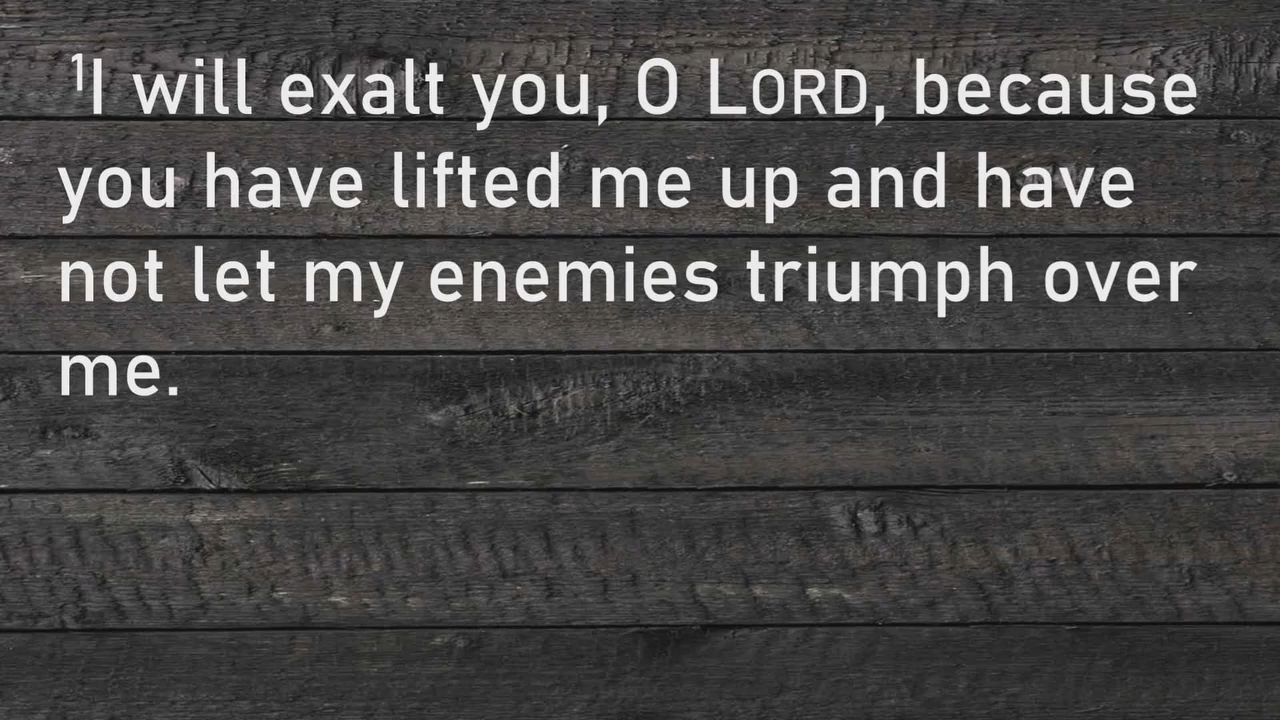 ¹I will exalt you, O LORD, because
you have lifted me up and have
not let my enemies triumph over
me.